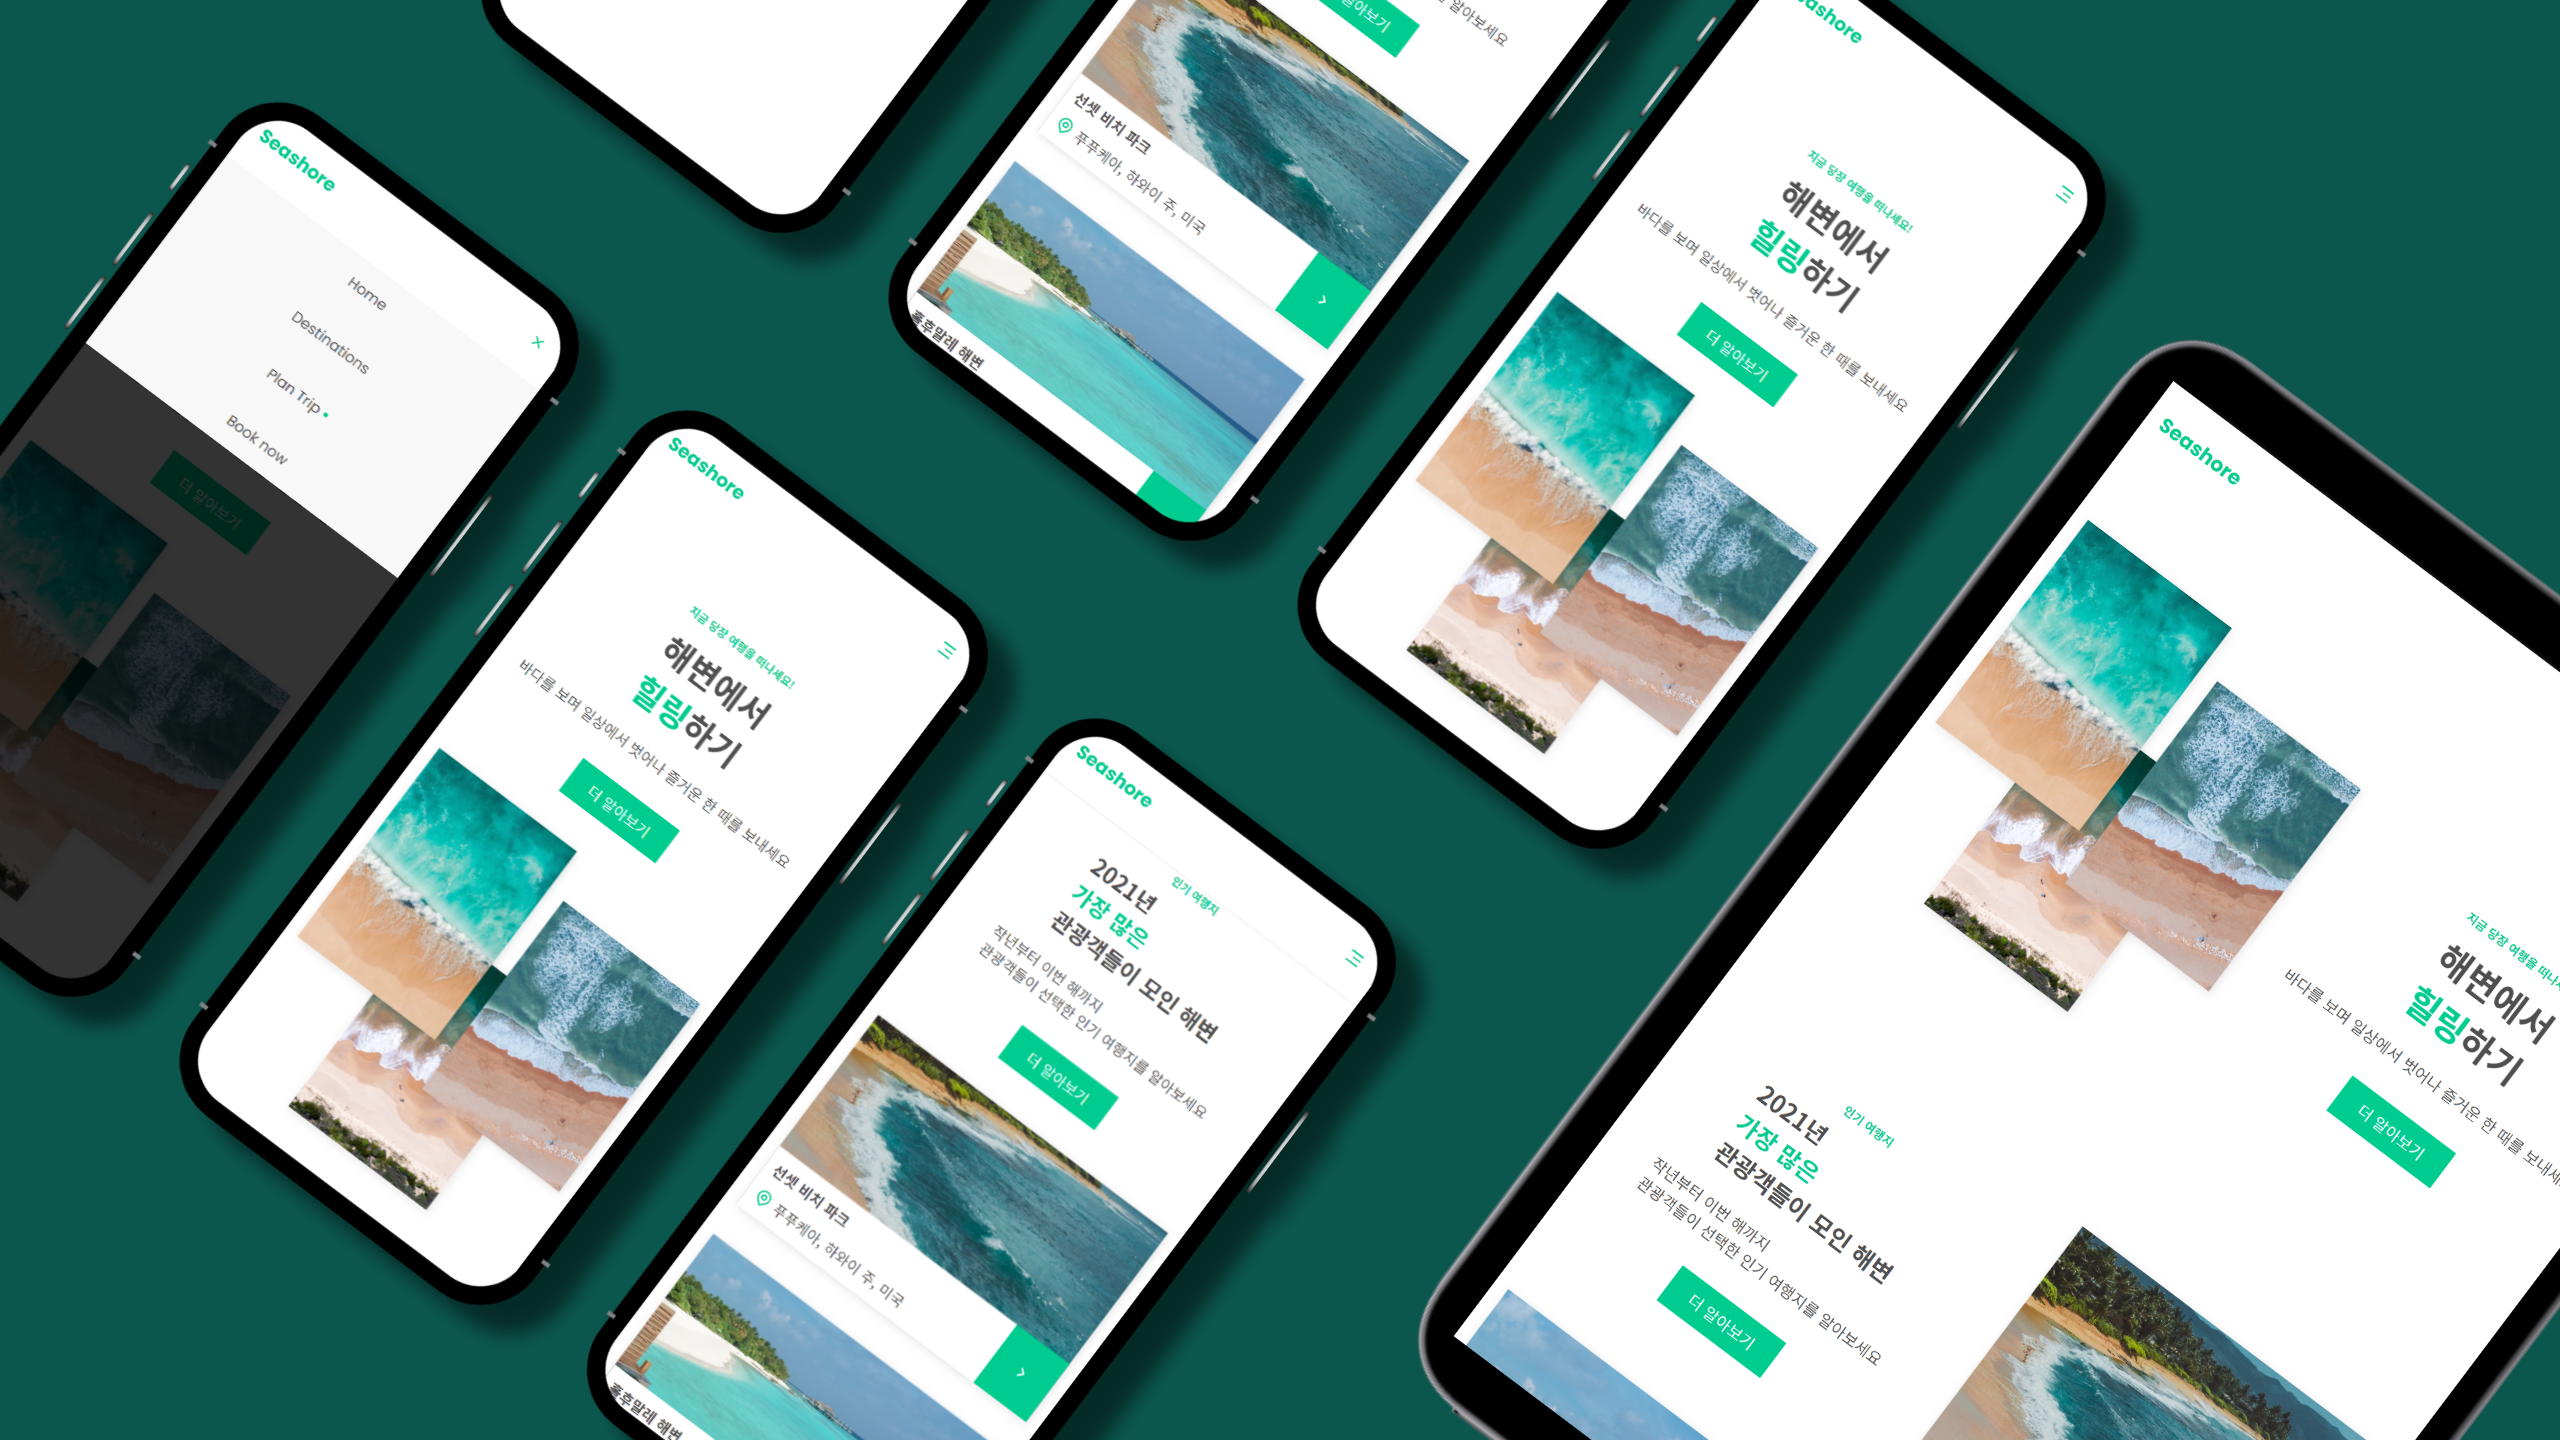 Seashore
Home
Destinations
Plan Trip
Book now
더 알아보기
Seashore
지금 당장 여행을 떠나세요!
해변에서
힐링하기
바다를 보며 일상에서 벗어나 즐거운 한 때를 보내세요
더 알아보기
Seashore
인기 여행지
2021년
가장 많은
관광객들이 모인 해변
작년부터 이번 해까지
관광객들이 선택한 인기 여행지를 알아보세요
더 알아보기
선셋 비치 파크
푸푸케아, 하와이 주, 미국
훌후말레 해변
알아보세요
알아보기
선셋 비치 파크
푸푸케아, 하와이 주, 미국
훌후말레 해변
Seashore
지금 당장 여행을 떠나세요!
해변에서
힐링하기
바다를 보며 일상에서 벗어나 즐거운 한 때를 보내세요
더 알아보기
Seashore
지금 당장 여행을 떠나세
해변에서
힐링하기
바다를 보며 일상에서 벗어나 즐거운 한 때를 보내세
더 알아보기
인기 여행지
2021년
가장 많은
관광객들이 모인 해변
작년부터 이번 해까지
관광객들이 선택한 인기 여행지를 알아보세요
더 알아보기